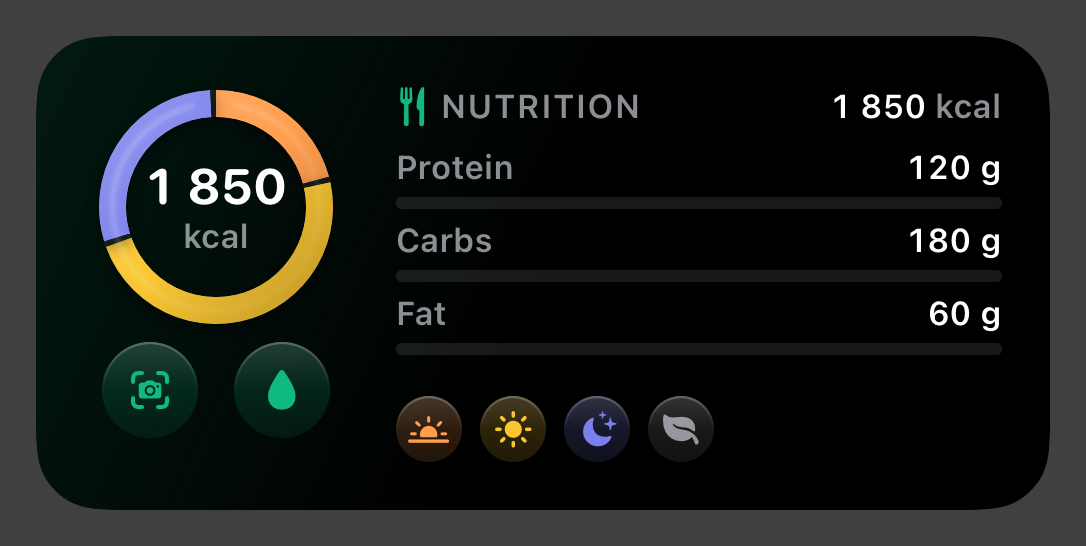 1 850
kcal
NUTRITION 1 850 kcal
Protein 120 g
Carbs 180 g
Fat 60 g